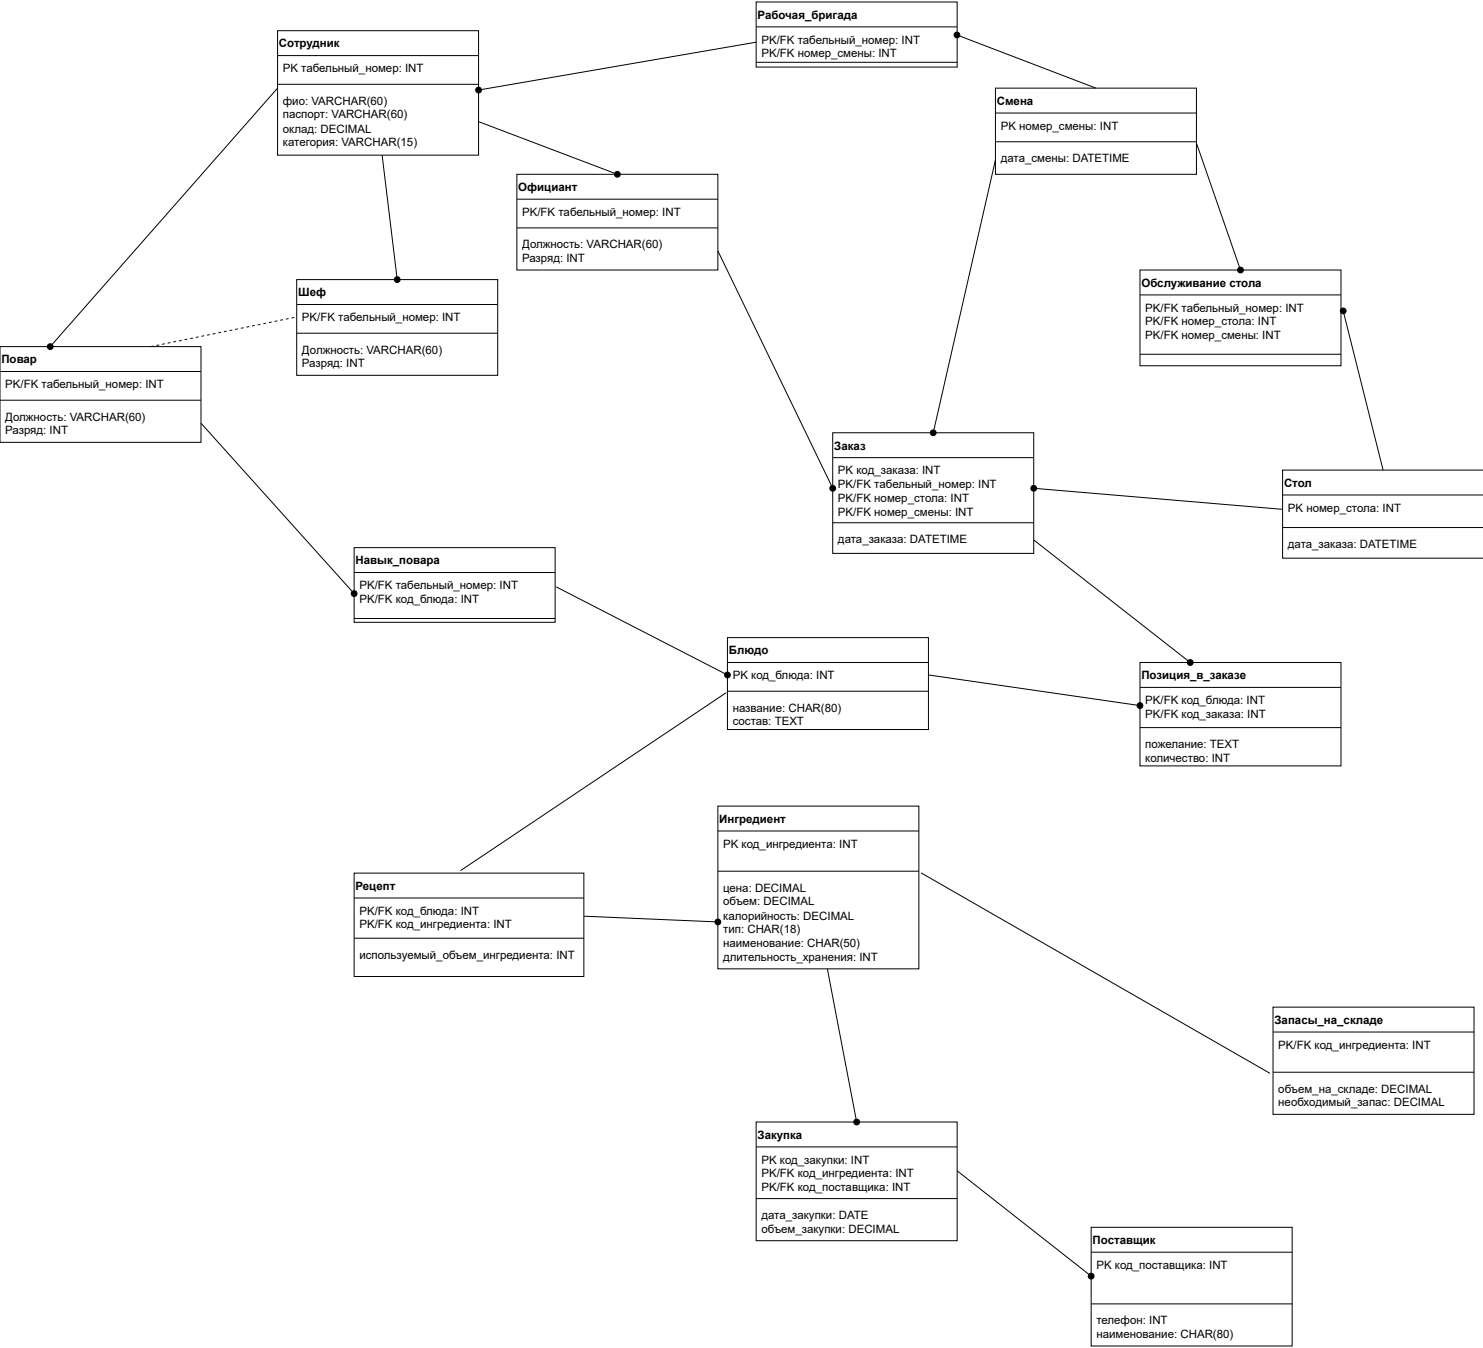 Рабочая_бригада
PK/FK табельный_номер: INT
PK/FK номер_смены: INT
Сотрудник
PK табельный_номер: INT
фио: VARCHAR(60)
паспорт: VARCHAR(60)
оклад: DECIMAL
категория: VARCHAR(15)
Смена
PK номер_смены: INT
дата_смены: DATETIME
Официант
PK/FK табельный_номер: INT
Должность: VARCHAR(60)
Разряд: INT
Обслуживание стола
PK/FK табельный_номер: INT
PK/FK номер_стола: INT
PK/FK номер_смены: INT
Шеф
PK/FK табельный_номер: INT
Должность: VARCHAR(60)
Разряд: INT
Повар
PK/FK табельный_номер: INT
Должность: VARCHAR(60)
Разряд: INT
Заказ
PK код_заказа: INT
PK/FK табельный_номер: INT
PK/FK номер_стола: INT
PK/FK номер_смены: INT
дата_заказа: DATETIME
Стол
PK номер_стола: INT
дата_заказа: DATETIME
Навык_повара
PK/FK табельный_номер: INT
PK/FK код_блюда: INT
Блюдо
PK код_блюда: INT
название: CHAR(80)
состав: TEXT
Позиция_в_заказе
PK/FK код_блюда: INT
PK/FK код_заказа: INT
пожелание: TEXT
количество: INT
Ингредиент
PK код_ингредиента: INT
цена: DECIMAL
объем: DECIMAL
калорийность: DECIMAL
тип: CHAR(18)
наименование: CHAR(50)
длительность_хранения: INT
Рецепт
PK/FK код_блюда: INT
PK/FK код_ингредиента: INT
используемый_объем_ингредиента: INT
Запасы_на_складе
PK/FK код_ингредиента: INT
объем_на_складе: DECIMAL
необходимый_запас: DECIMAL
Закупка
PK код_закупки: INT
PK/FK код_ингредиента: INT
PK/FK код_поставщика: INT
дата_закупки: DATE
объем_закупки: DECIMAL
Поставщик
PK код_поставщика: INT
телефон: INT
наименование: CHAR(80)